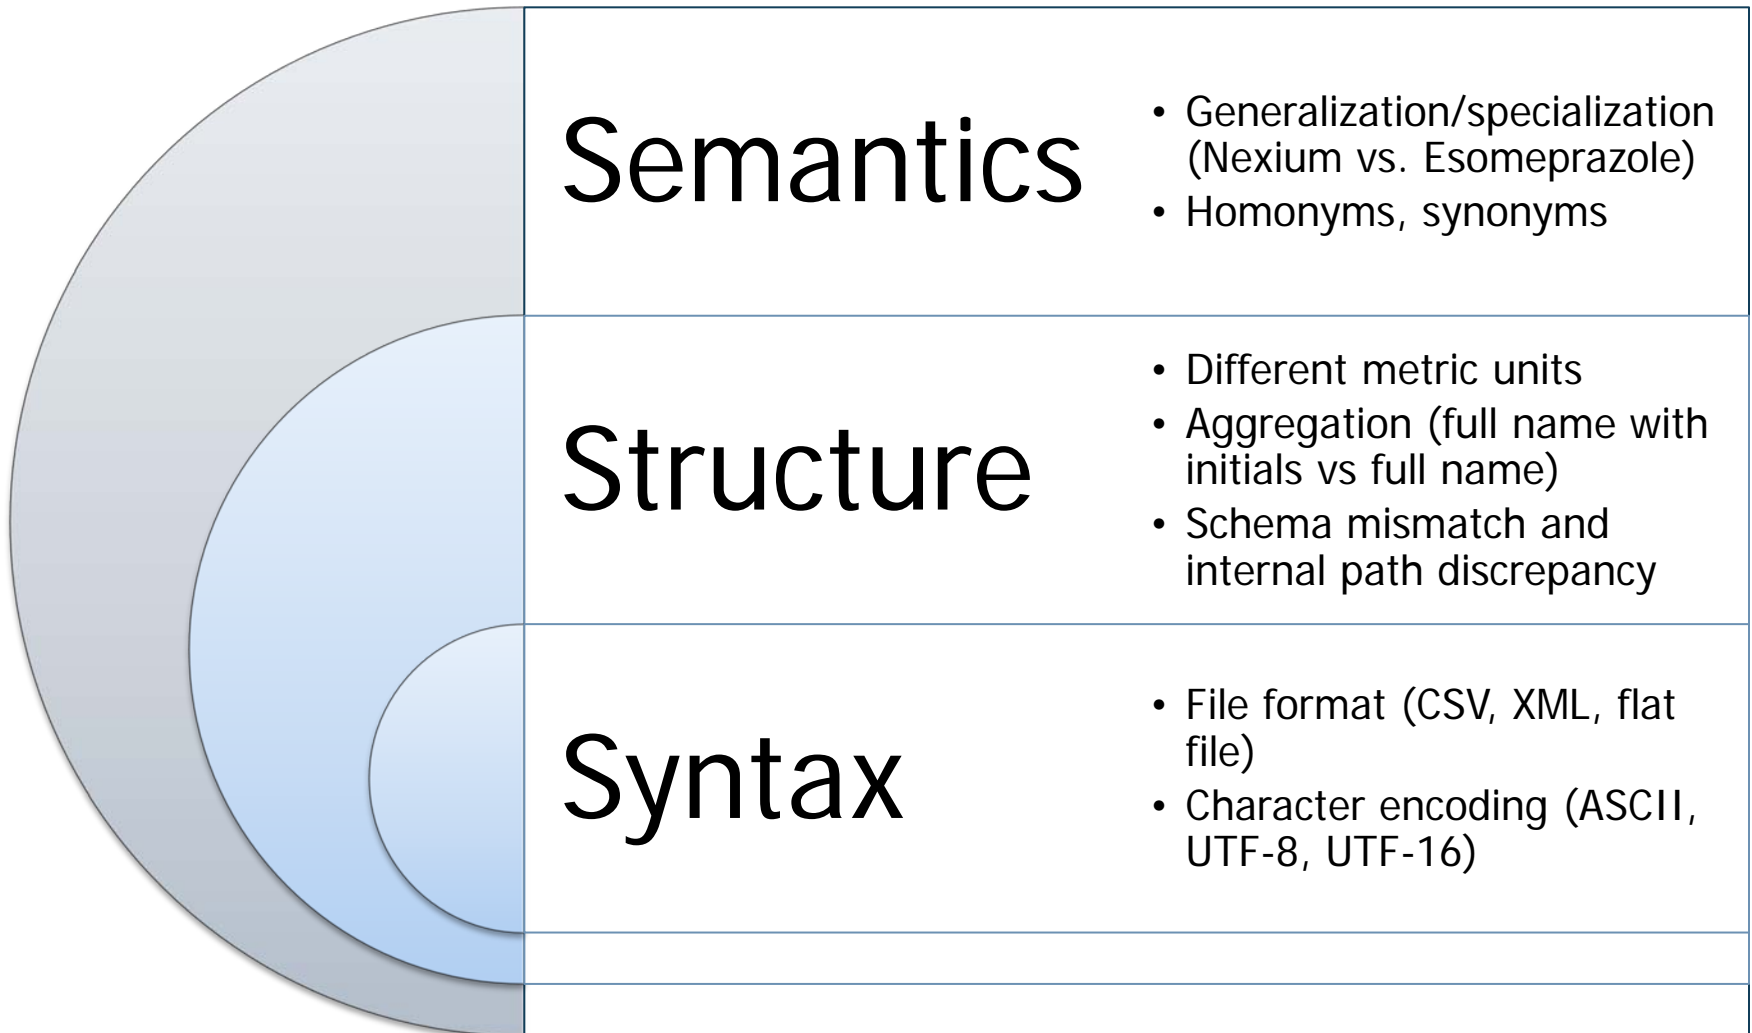 Semantics
• Generalization/specialization
(Nexium vs. Esomeprazole)
• Homonyms, synonyms
Structure
• Different metric units
• Aggregation (full name with
initials vs full name)
• Schema mismatch and
internal path discrepancy
Syntax
• File format (CSV, XML, flat
file)
• Character encoding (ASCII,
UTF-8, UTF-16)